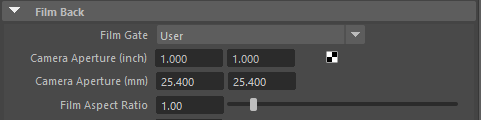 Film Back
Film Gate User
Camera Aperture (inch) 1.000 1.000
Camera Aperture (mm) 25.400 25.400
Film Aspect Ratio 1.00